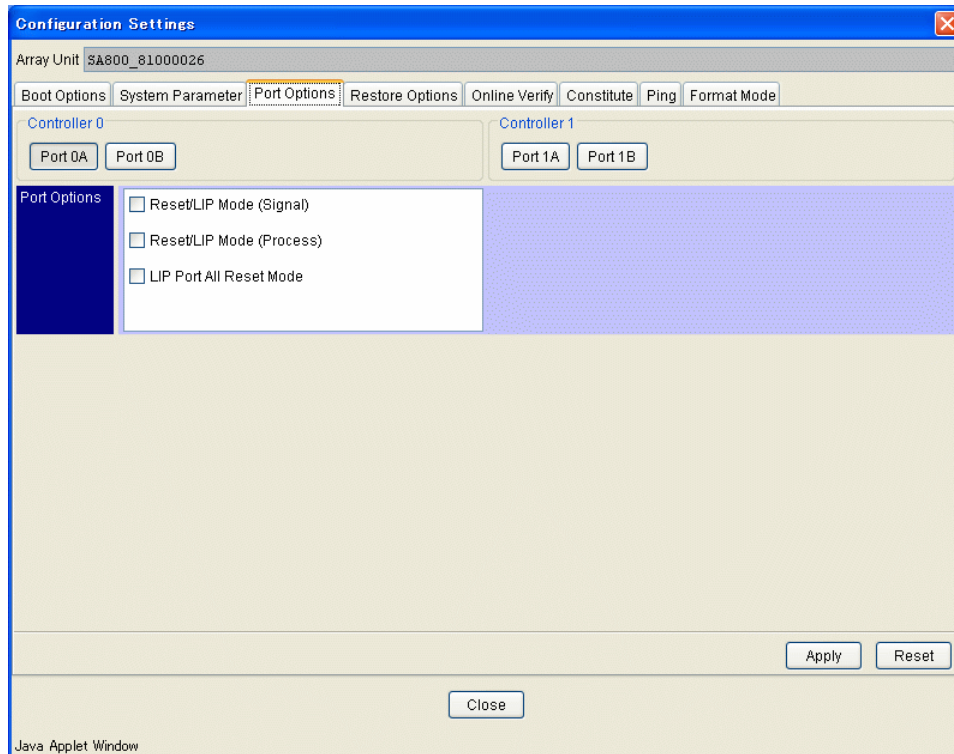 Configuration Settings
Array Unit SA800_81000026
Boot Options System Parameter Port Options Restore Options Online Verify Constitute Ping Format Mode
Controller 0 Controller 1
Port 0A Port 0B Port 1A Port 1B
Port Options
Reset/LIP Mode (Signal)
Reset/LIP Mode (Process)
LIP Port All Reset Mode
Apply Reset
Close
Java Applet Window